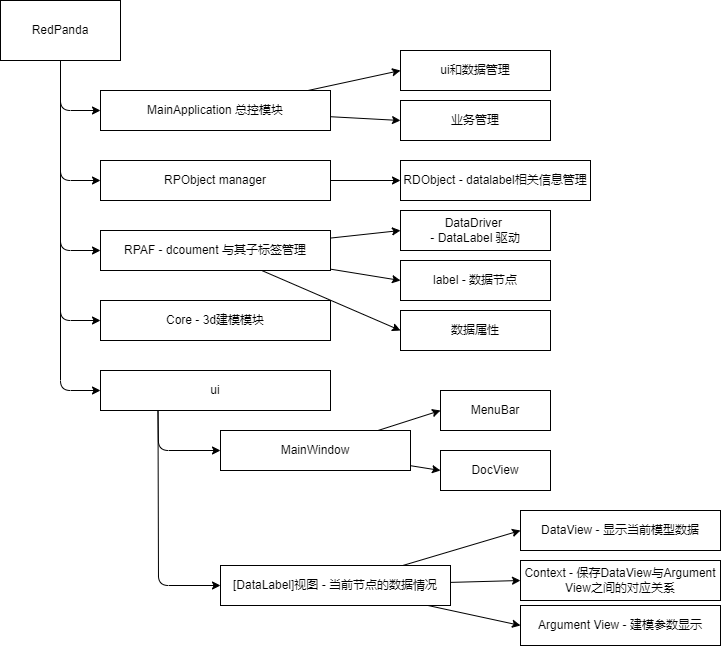 RedPanda
MainApplication 总控模块
ui和数据管理
业务管理
RPObject manager
RDObject - datalabel相关信息管理
RPAF - dcoument 与其子标签管理
DataDriver
- DataLabel 驱动
label - 数据节点
数据属性
Core - 3d建模模块
ui
MainWindow
MenuBar
DocView
[DataLabel]视图 - 当前节点的数据情况
DataView - 显示当前模型数据
Context - 保存DataView与Argument
View之间的对应关系
Argument View - 建模参数显示